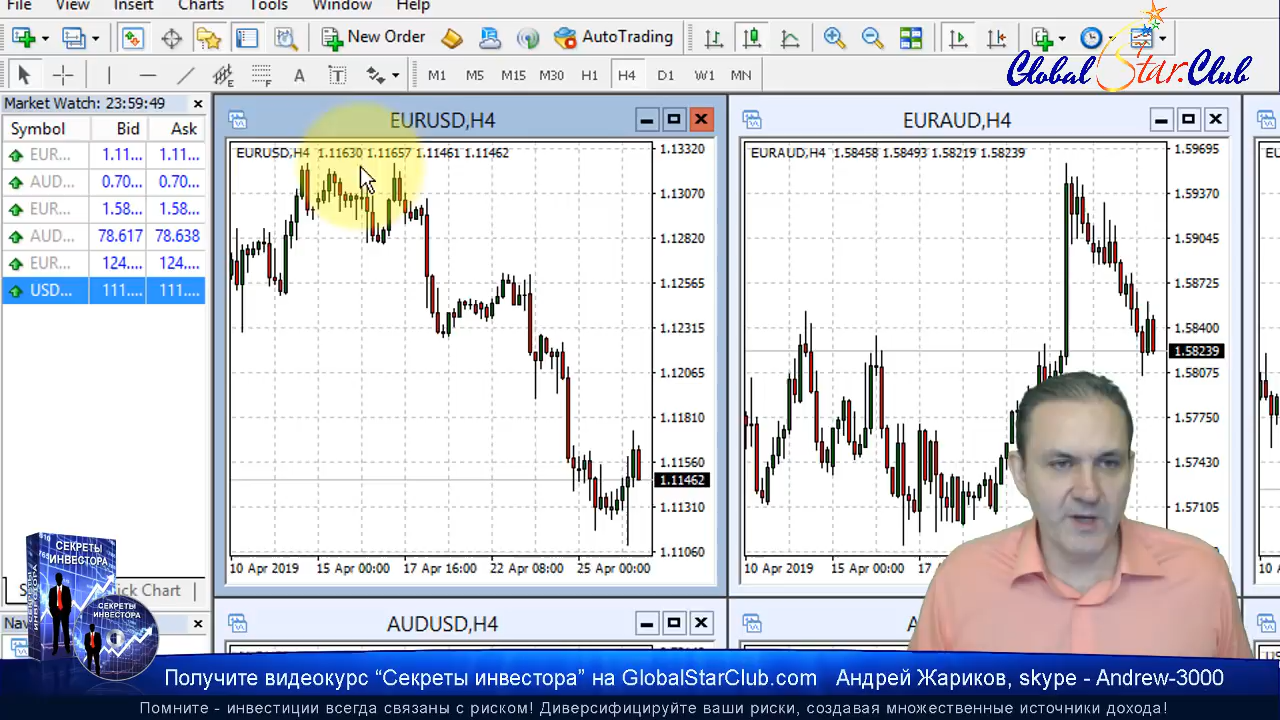 File View Insert Charts Tools Window Help
New Order AutoTrading
Global Star.Club
A T M1 M5 M15 M30 H1 H4 D1 W1 MN
Market Watch: 23:59:49
Symbol Bid Ask
EUR... 1.11... 1.11...
AUD... 0.70... 0.70...
EUR... 1.58... 1.58...
AUD... 78.617 78.638
EUR... 124.... 124....
USD... 111.... 111....
EURUSD,H4
EURUSD,H4 1.11630 1.11657 1.11461 1.11462
1.13320
1.13070
1.12820
1.12565
1.12315
1.12065
1.11810
1.11560
1.11462
1.11310
1.11060
10 Apr 2019 15 Apr 00:00 17 Apr 16:00 22 Apr 08:00 25 Apr 00:00
EURAUD,H4
EURAUD,H4 1.58458 1.58493 1.58219 1.58239
1.59695
1.59370
1.59045
1.58725
1.58400
1.58239
1.58075
1.57750
1.57430
1.57105
10 Apr 2019 15 Apr 00:00
AUDUSD,H4
СЕКРЕТЫ
ИНВЕСТОРА
СЕКРЕТЫ
ИНВЕСТОРА
Получите видеокурс “Секреты инвестора” на GlobalStarClub.com Андрей Жариков, skype - Andrew-3000
Помните - инвестиции всегда связаны с риском! Диверсифицируйте ваши риски, создавая множественные источники дохода!